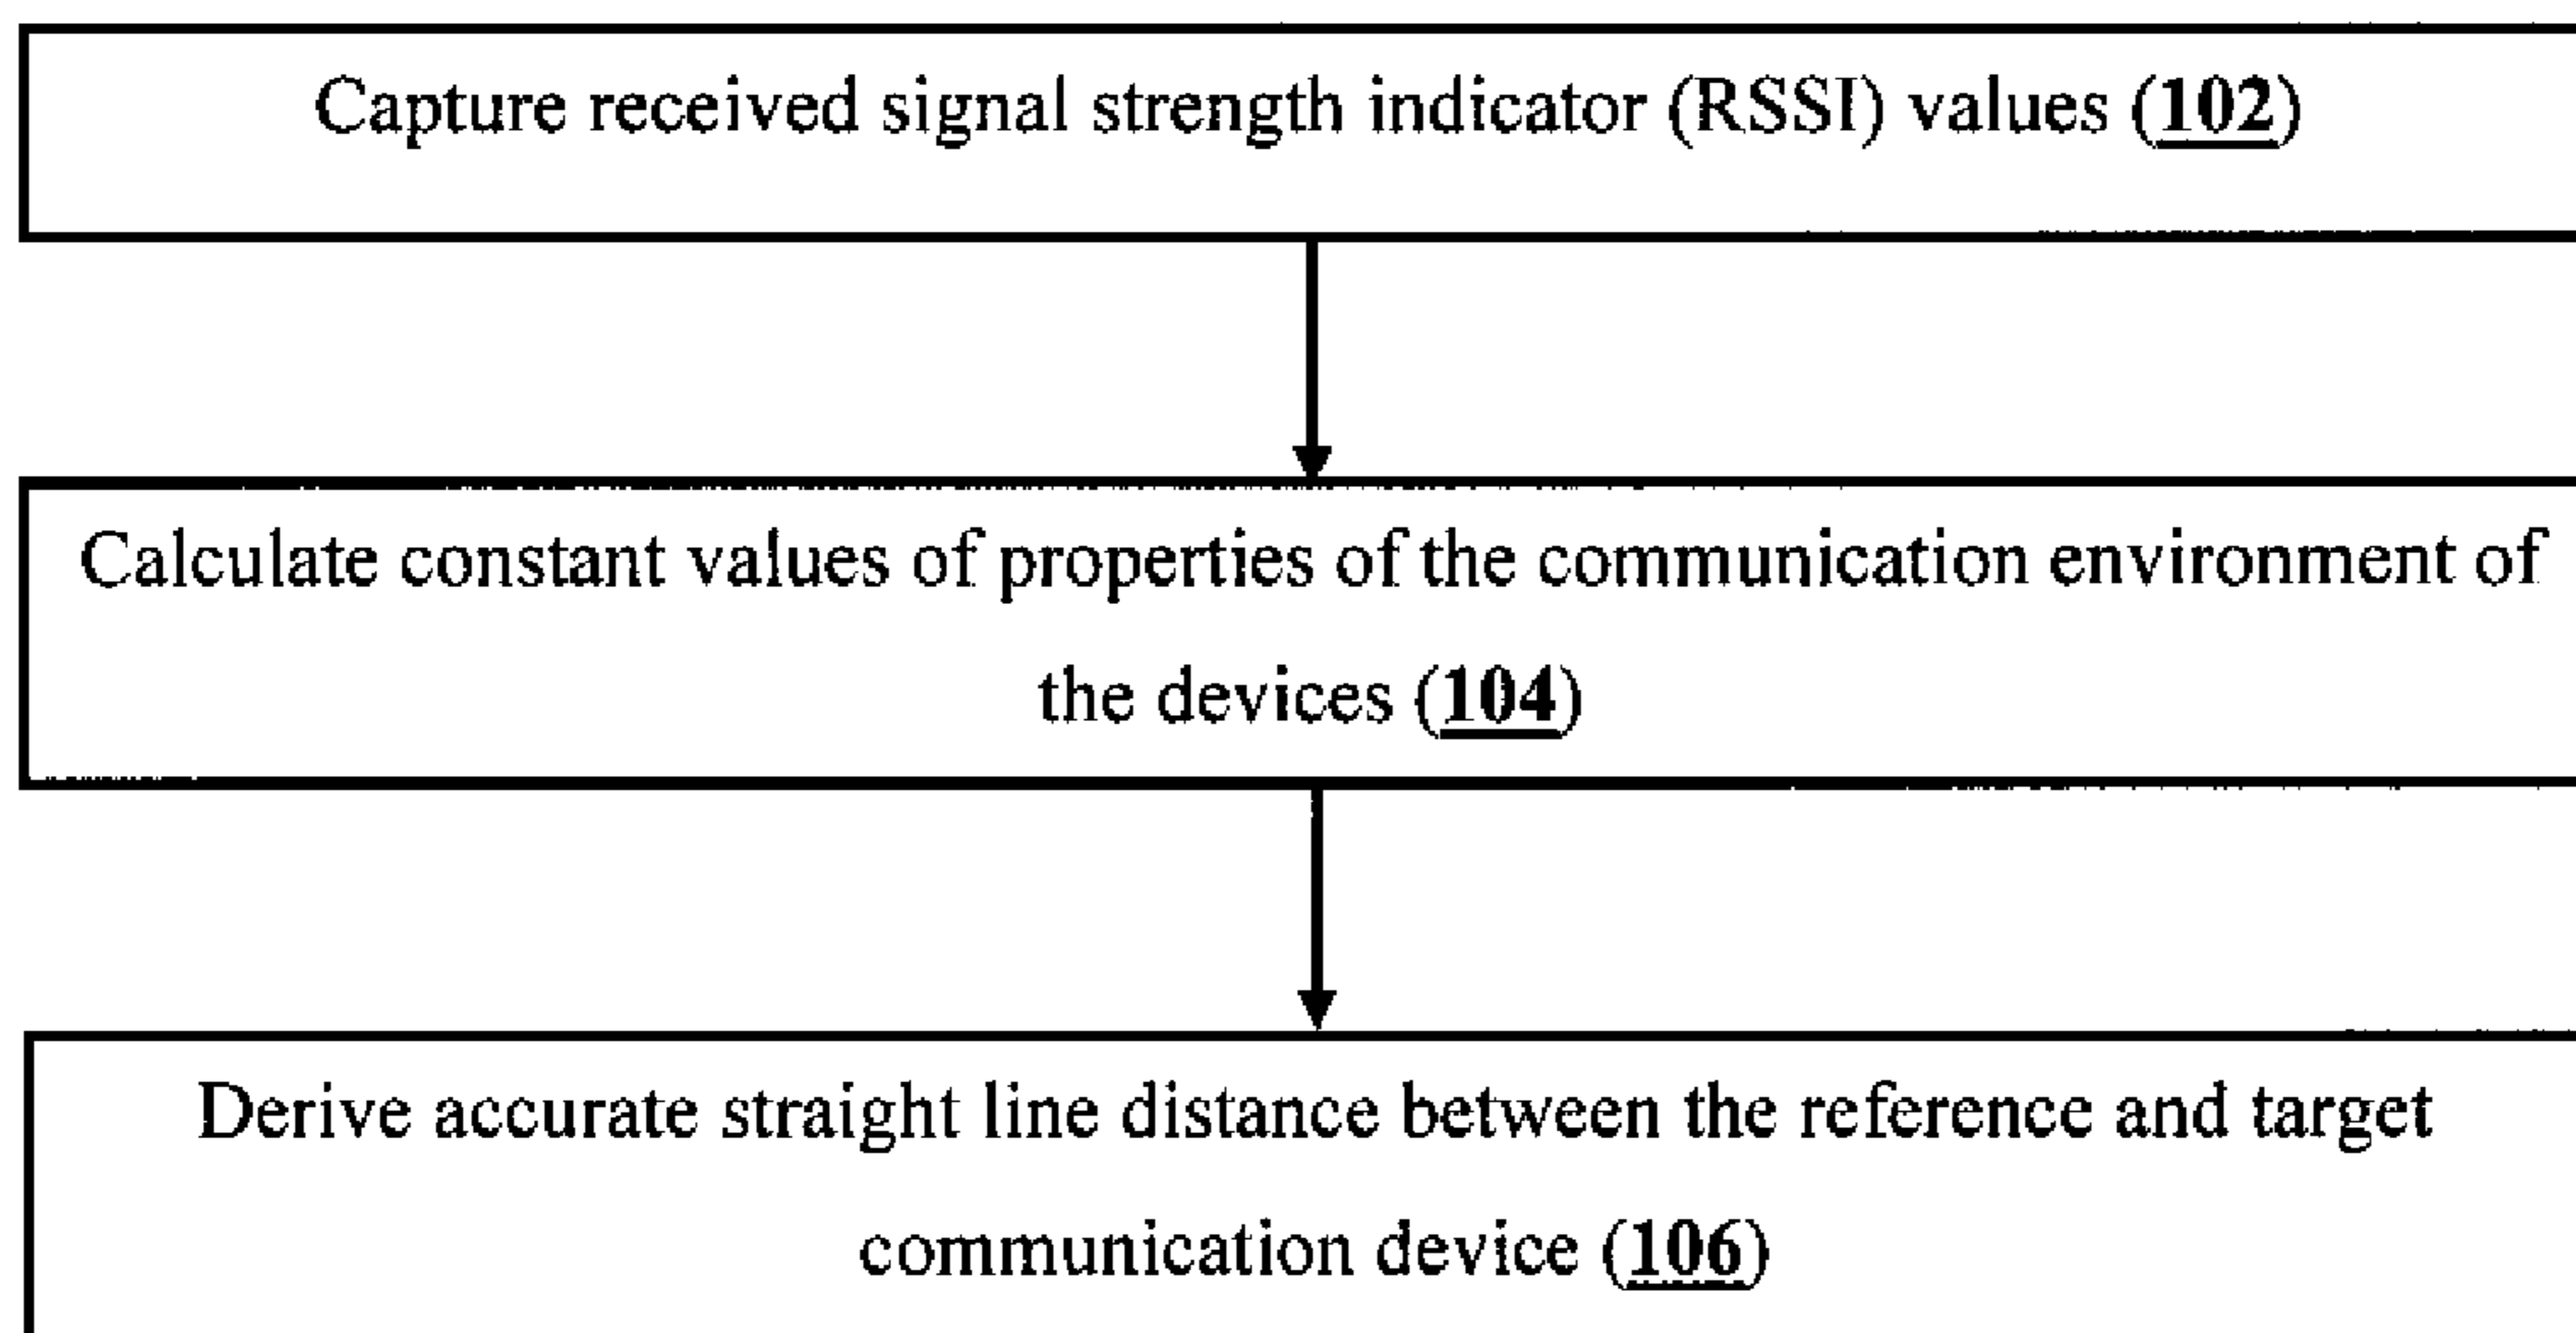 Capture received signal strength indicator (RSSI) values (102)
Calculate constant values of properties of the communication environment of
the devices (104)
Derive accurate straight line distance between the reference and target
communication device (106)